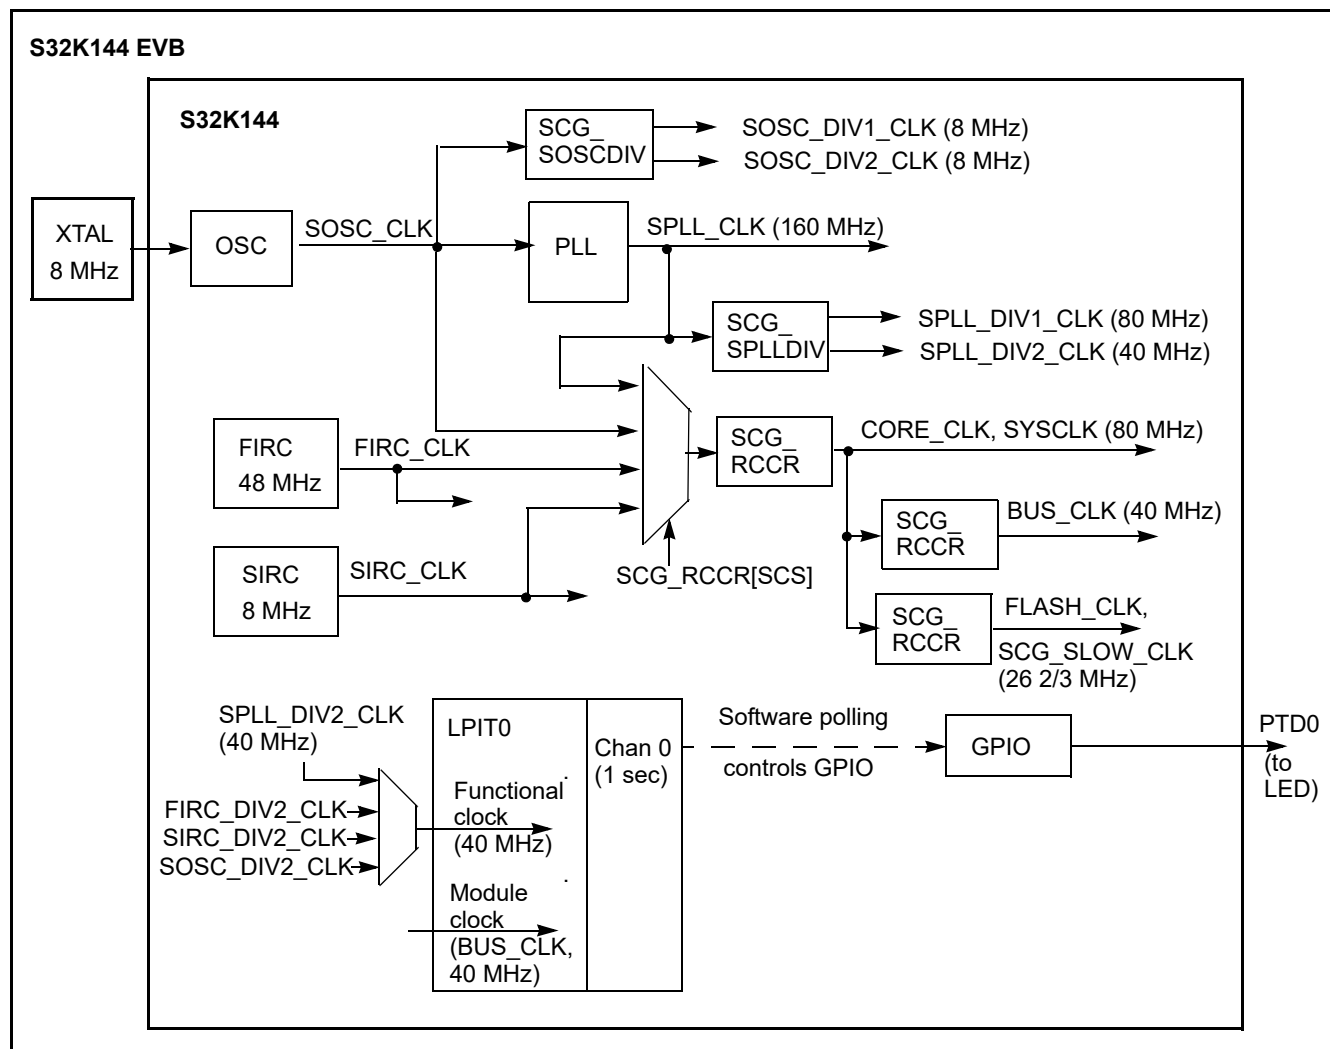 S32K144 EVB
S32K144
SCG_
SOSCDIV
SOSC_DIV1_CLK (8 MHz)
SOSC_DIV2_CLK (8 MHz)
XTAL
8 MHz
OSC
SOSC_CLK
PLL
SPLL_CLK (160 MHz)
SCG_
SPLLDIV
SPLL_DIV1_CLK (80 MHz)
SPLL_DIV2_CLK (40 MHz)
FIRC
48 MHz
FIRC_CLK
SCG_
RCCR
CORE_CLK, SYSCLK (80 MHz)
SCG_
RCCR
BUS_CLK (40 MHz)
SIRC
8 MHz
SIRC_CLK
SCG_RCCR[SCS]
SCG_
RCCR
FLASH_CLK,
SCG_SLOW_CLK
(26 2/3 MHz)
SPLL_DIV2_CLK
(40 MHz)
FIRC_DIV2_CLK
SIRC_DIV2_CLK
SOSC_DIV2_CLK
LPIT0
Functional
clock
(40 MHz)
Module
clock
(BUS_CLK,
40 MHz)
Chan 0
(1 sec)
Software polling
controls GPIO
GPIO
PTD0
(to
LED)